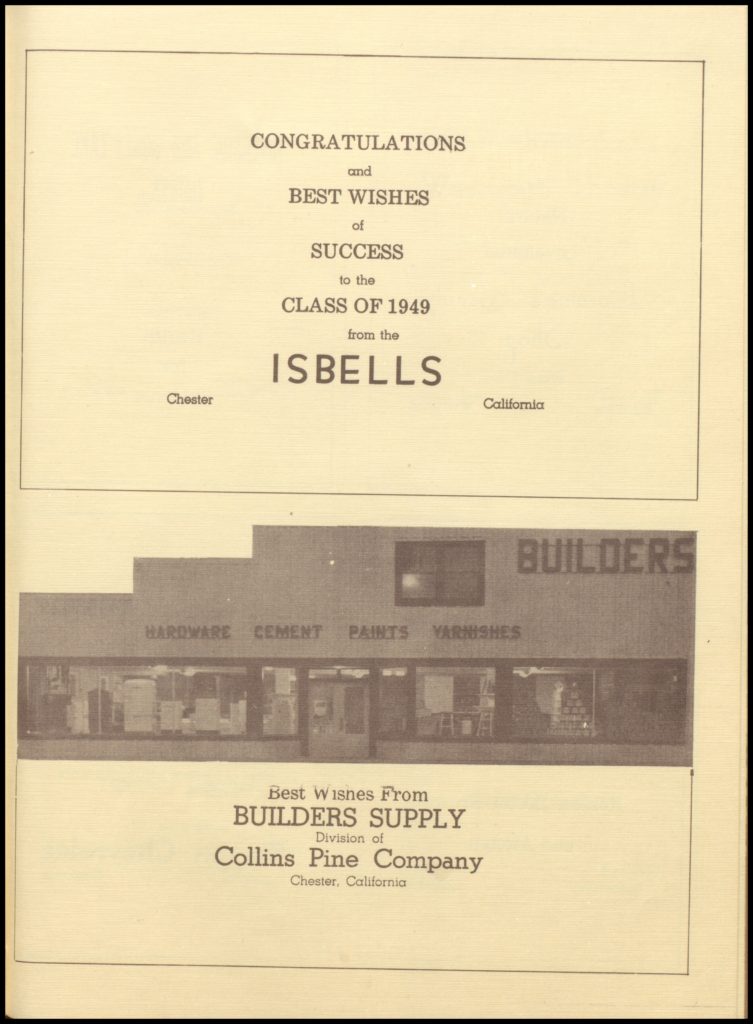 CONGRATULATIONS
and
BEST WISHES
of
SUCCESS
to the
CLASS OF 1949
from the
ISBELLS
Chester California
BUILDERS
HARDWARE CEMENT PAINTS VARNISHES
Best Wishes From
BUILDERS SUPPLY
Division of
Collins Pine Company
Chester, California